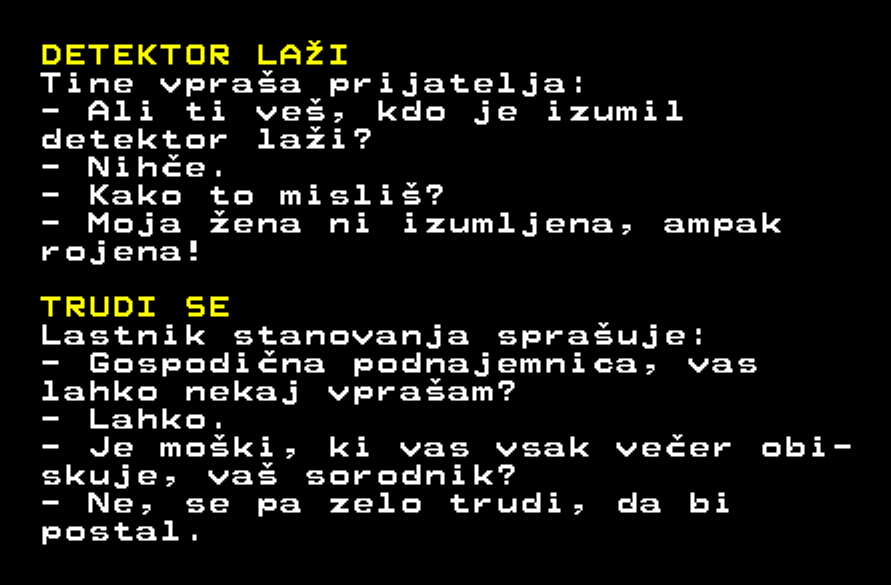 DETEKTOR LAŽI
Tine vpraša prijatelja:
- Ali ti veš, kdo je izumil
detektor laži?
- Nihče.
- Kako to misliš?
- Moja žena ni izumljena, ampak
rojena!
TRUDI SE
Lastnik stanovanja sprašuje:
- Gospodična podnajemnica, vas
lahko nekaj vprašam?
- Lahko.
- Je moški, ki vas vsak večer obi-
skuje, vaš sorodnik?
- Ne, se pa zelo trudi, da bi
postal.